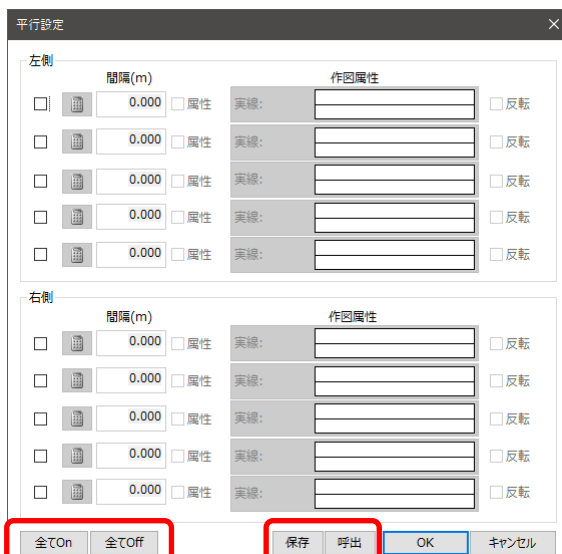 平行設定
左側
間隔(m) 作図属性
0.000 属性 実線: 反転
0.000 属性 実線: 反転
0.000 属性 実線: 反転
0.000 属性 実線: 反転
0.000 属性 実線: 反転
右側
間隔(m) 作図属性
0.000 属性 実線: 反転
0.000 属性 実線: 反転
0.000 属性 実線: 反転
0.000 属性 実線: 反転
0.000 属性 実線: 反転
全てOn 全てOff 保存 呼出 OK キャンセル